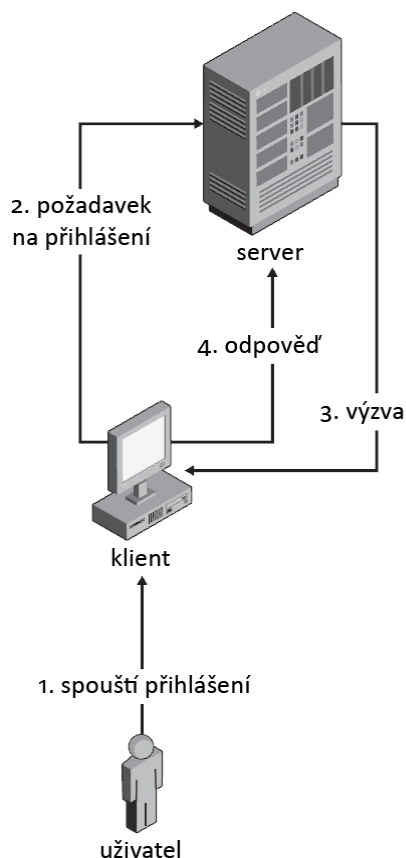 2. požadavek
na přihlášení
server
4. odpověď
3. výzva
klient
1. spouští přihlášení
uživatel